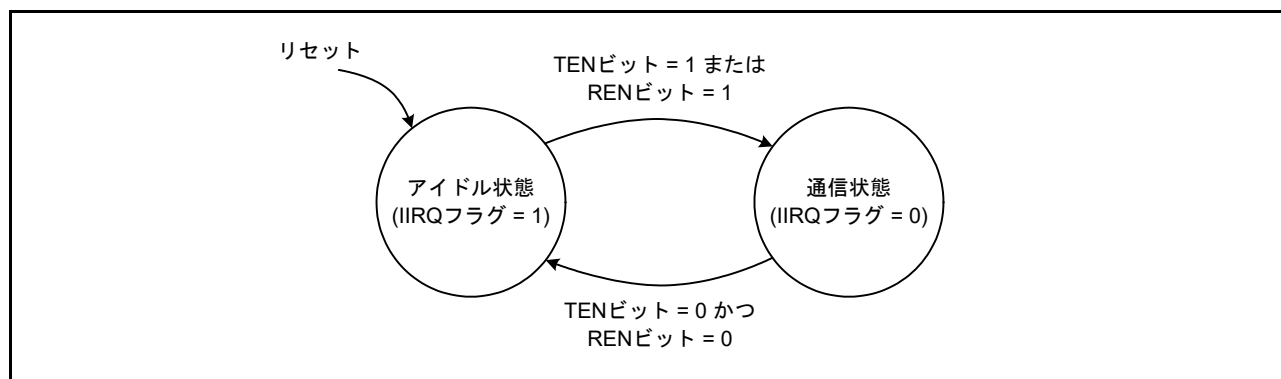 リセット
TENビット = 1 または
RENビット = 1
アイドル状態
(IIRQフラグ = 1)
通信状態
(IIRQフラグ = 0)
TENビット = 0 かつ
RENビット = 0